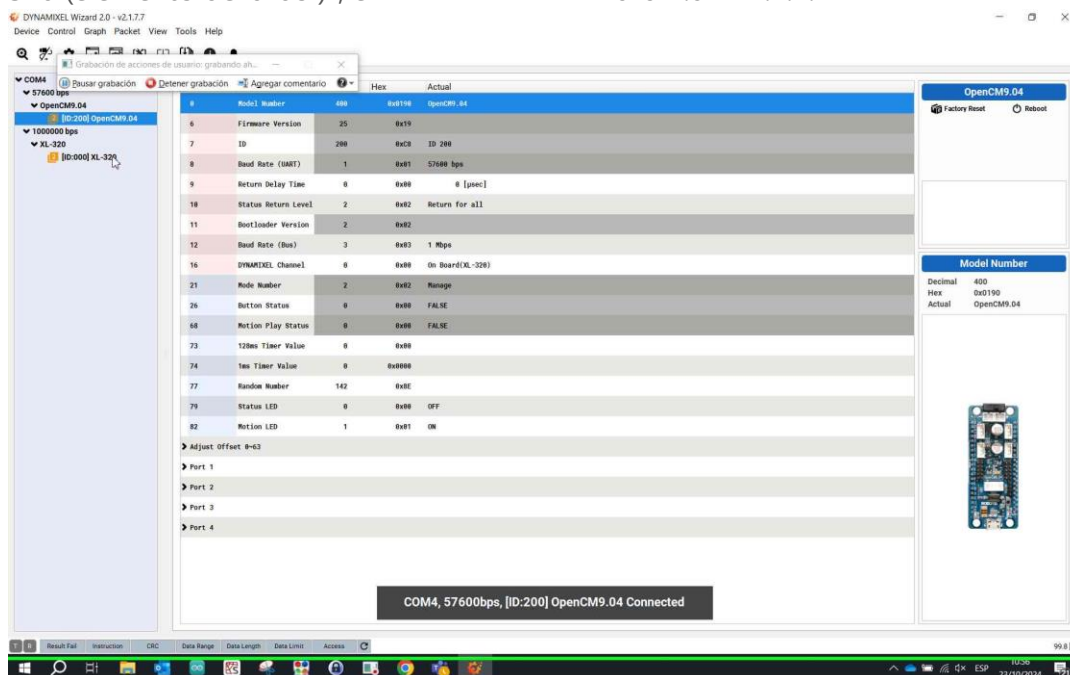 DYNAMIXEL Wizard 2.0 - v2.1.7.7
Device Control Graph Packet View Tools Help
Grabación de acciones de usuario: grabando ah...
Pausar grabación Detener grabación Agregar comentario
COM4
57600 bps
OpenCM9.04
[ID:200] OpenCM9.04
1000000 bps
XL-320
[ID:000] XL-320
Hex Actual
0 Model Number 400 0x0190 OpenCM9.04
6 Firmware Version 25 0x19
7 ID 200 0xC8 ID 200
8 Baud Rate (UART) 1 0x01 57600 bps
9 Return Delay Time 0 0x00 0 [μsec]
10 Status Return Level 2 0x02 Return for all
11 Bootloader Version 2 0x02
12 Baud Rate (Bus) 3 0x03 1 Mbps
16 DYNAMIXEL Channel 0 0x00 On Board(XL-320)
21 Mode Number 2 0x02 Manage
26 Button Status 0 0x00 FALSE
68 Motion Play Status 0 0x00 FALSE
73 128ms Timer Value 0 0x00
74 1ms Timer Value 0 0x0000
77 Random Number 142 0x8E
79 Status LED 0 0x00 OFF
82 Motion LED 1 0x01 ON
Adjust Offset 0~63
Port 1
Port 2
Port 3
Port 4
OpenCM9.04
Factory Reset Reboot
Model Number
Decimal 400
Hex 0x0190
Actual OpenCM9.04
COM4, 57600bps, [ID:200] OpenCM9.04 Connected
T R Result Fail Instruction CRC Data Range Data Length Data Limit Access
99.8
ESP
10:56
23/10/2024